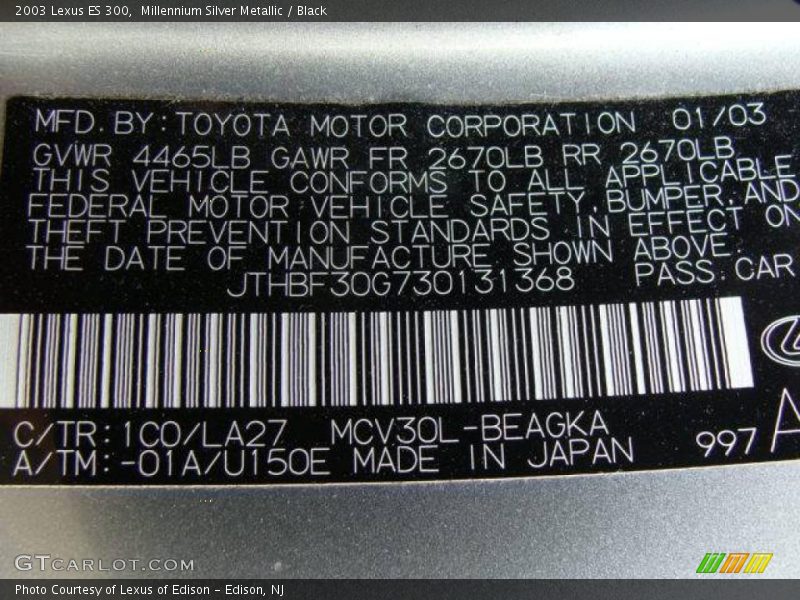 2003 Lexus ES 300, Millennium Silver Metallic / Black
MFD. BY: TOYOTA MOTOR CORPORATION 01/03
GVWR 4465LB GAWR FR 2670LB RR 2670LB
THIS VEHICLE CONFORMS TO ALL APPLICABLE
FEDERAL MOTOR VEHICLE SAFETY, BUMPER, AND
THEFT PREVENTION STANDARDS IN EFFECT ON
THE DATE OF MANUFACTURE SHOWN ABOVE.
JTHBF30G730131368 PASS. CAR
C/TR: 1C0/LA27 MCV30L-BEAGKA
A/TM: -01A/U150E MADE IN JAPAN 997 A
GTCARLOT.COM
Photo Courtesy of Lexus of Edison - Edison, NJ